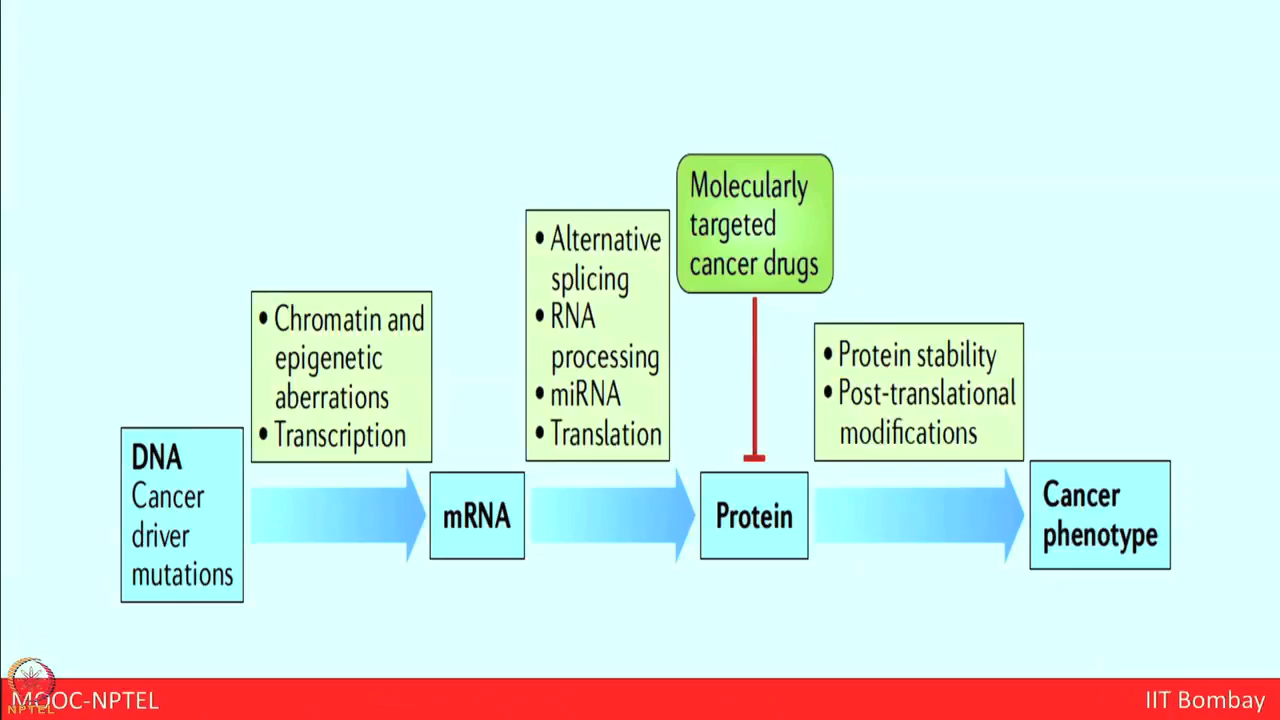 DNA
Cancer
driver
mutations
• Chromatin and
epigenetic
aberrations
• Transcription
mRNA
• Alternative
splicing
• RNA
processing
• miRNA
• Translation
Molecularly
targeted
cancer drugs
Protein
• Protein stability
• Post-translational
modifications
Cancer
phenotype
MOOC-NPTEL
NPTEL
IIT Bombay